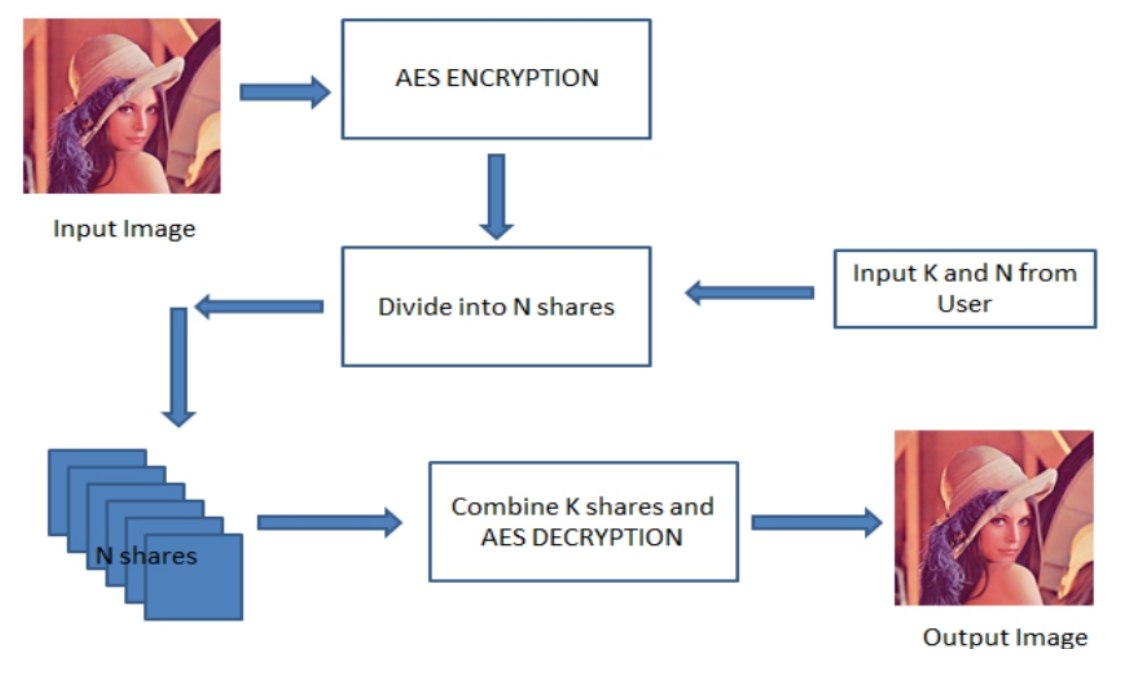 AES ENCRYPTION
Input Image
Divide into N shares
Input K and N from
User
N shares
Combine K shares and
AES DECRYPTION
Output Image